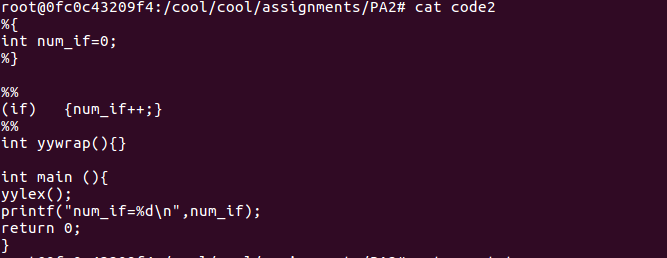 root@0fc0c43209f4:/cool/cool/assignments/PA2# cat code2
%{
int num_if=0;
%}

%%
(if)   {num_if++;}
%%
int yywrap(){}

int main (){
yylex();
printf("num_if=%d\n",num_if);
return 0;
}